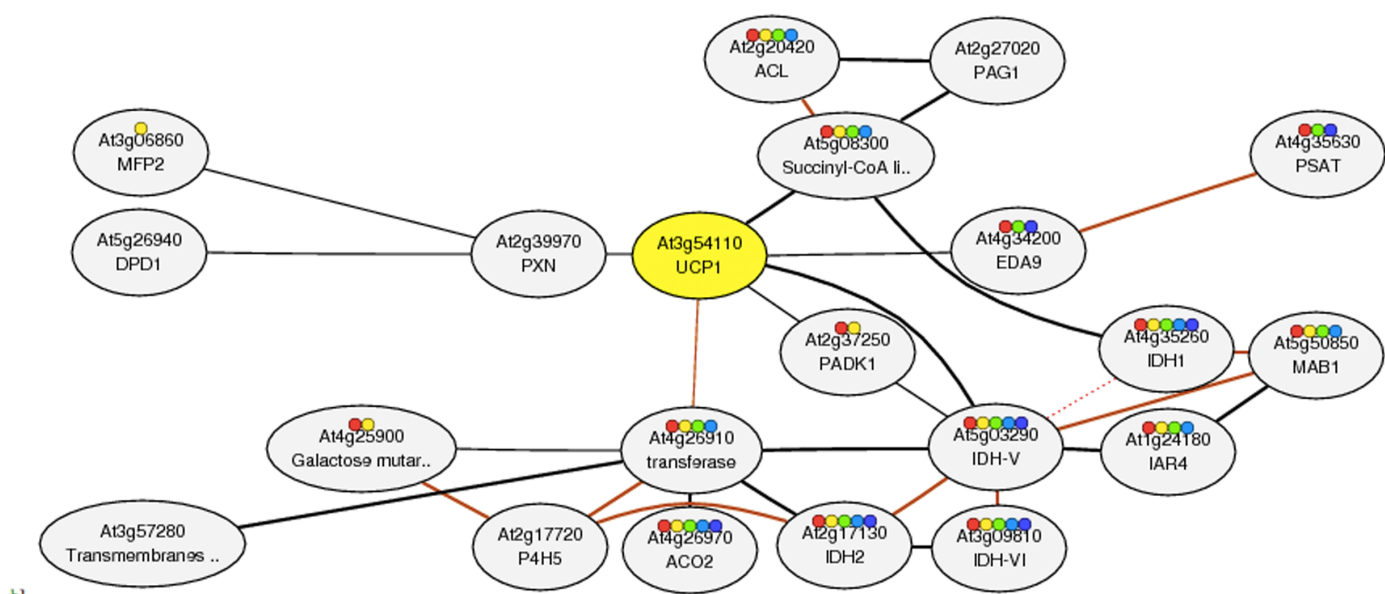 At2g20420
ACL
At2g27020
PAG1
At3g06860
MFP2
At5g08300
Succinyl-CoA li..
At4g35630
PSAT
At5g26940
DPD1
At2g39970
PXN
At3g54110
UCP1
At4g34200
EDA9
At2g37250
PADK1
At4g35260
IDH1
At5g50850
MAB1
At4g25900
Galactose mutar..
At4g26910
transferase
At5g03290
IDH-V
At1g24180
IAR4
At3g57280
Transmembranes ..
At2g17720
P4H5
At4g26970
ACO2
At2g17130
IDH2
At3g09810
IDH-VI